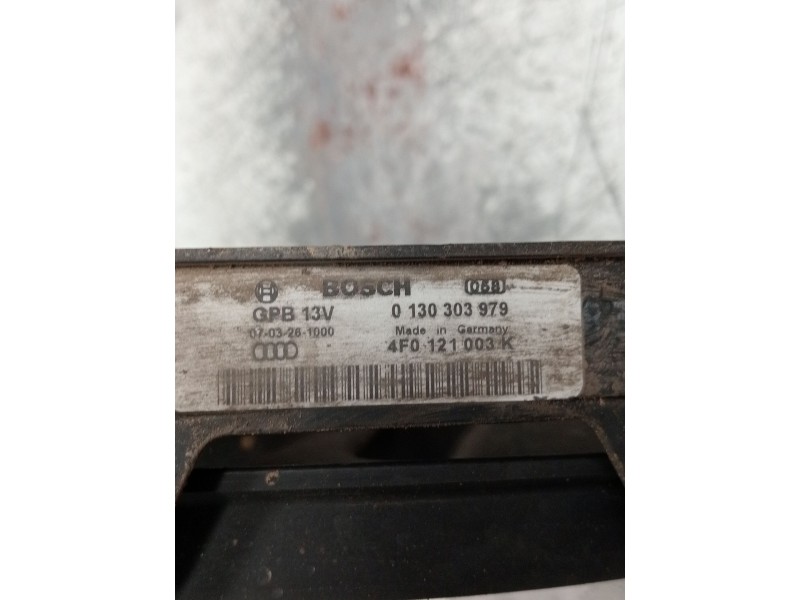 BOSCH 068
GPB 13V 0 130 303 979
07-03-26-1000 Made in Germany
4F0 121 003 K